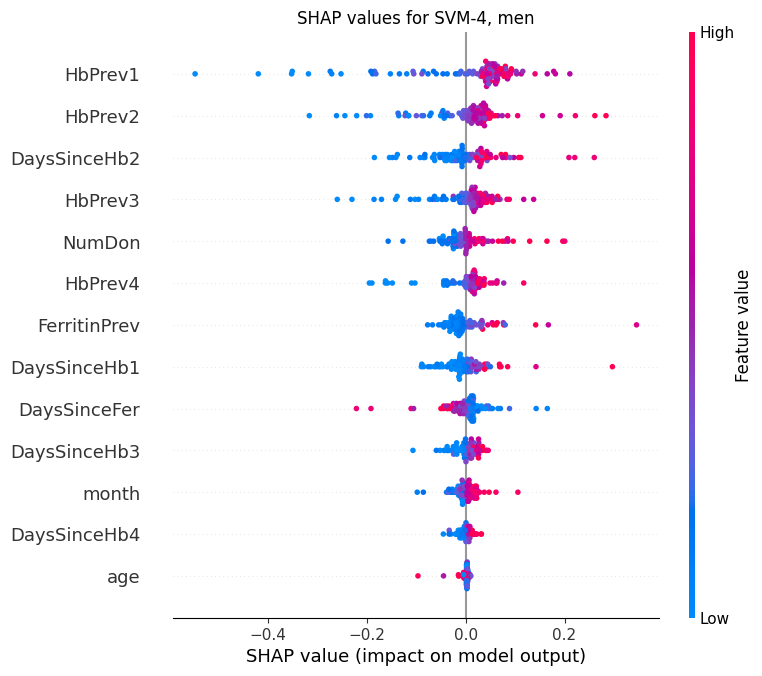 SHAP values for SVM-4, men
High
HbPrev1
HbPrev2
DaysSinceHb2
HbPrev3
NumDon
HbPrev4
FerritinPrev
DaysSinceHb1
DaysSinceFer
DaysSinceHb3
month
DaysSinceHb4
age
Feature value
Low
−0.4 −0.2 0.0 0.2
SHAP value (impact on model output)